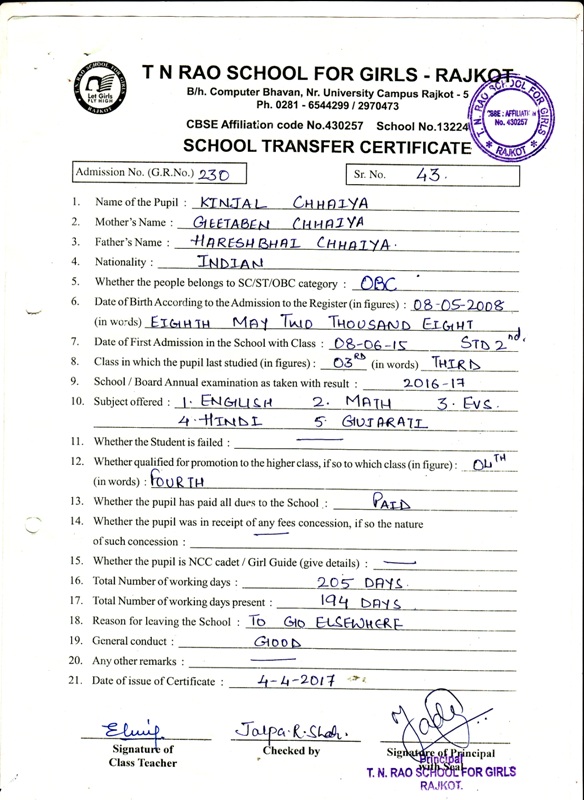 T N RAO SCHOOL FOR GIRLS - RAJKOT
B/h. Computer Bhavan, Nr. University Campus Rajkot - 5
Ph. 0281 - 6544299 / 2970473
CBSE Affiliation code No.430257 School No.13224
SCHOOL TRANSFER CERTIFICATE
T. N. RAO SCHOOL FOR GIRLS
RAJKOT
Let Girls
FLY HIGH
T. N. RAO SCHOOL FOR GIRLS
CBSE : AFFILIATION
No. 430257
* RAJKOT *
Admission No. (G.R.No.) 230 Sr. No. 43.
1. Name of the Pupil : KINJAL CHHAIYA
2. Mother's Name : GEETABEN CHHAIYA
3. Father's Name : HARESHBHAI CHHAIYA.
4. Nationality : INDIAN
5. Whether the people belongs to SC/ST/OBC category : OBC
6. Date of Birth According to the Admission to the Register (in figures) : 08-05-2008
(in words) EIGHTH MAY TWO THOUSAND EIGHT
7. Date of First Admission in the School with Class : 08-06-15 STD 2nd.
8. Class in which the pupil last studied (in figures) : 03RD (in words) THIRD
9. School / Board Annual examination as taken with result : 2016-17
10. Subject offered : 1. ENGLISH 2. MATH 3. EVS.
4. HINDI 5. GUJARATI
11. Whether the Student is failed :
12. Whether qualified for promotion to the higher class, if so to which class (in figure) : 04TH
(in words) : FOURTH
13. Whether the pupil has paid all dues to the School : PAID
14. Whether the pupil was in receipt of any fees concession, if so the nature
of such concession :
15. Whether the pupil is NCC cadet / Girl Guide (give details) :
16. Total Number of working days : 205 DAYS.
17. Total Number of working days present : 194 DAYS
18. Reason for leaving the School : TO GO ELSEWHERE
19. General conduct : GOOD
20. Any other remarks :
21. Date of issue of Certificate : 4-4-2017
Jalpa.R.Shah.
Signature of Checked by Signature of Principal
Class Teacher with Seal
Principal
T. N. RAO SCHOOL FOR GIRLS
RAJKOT.